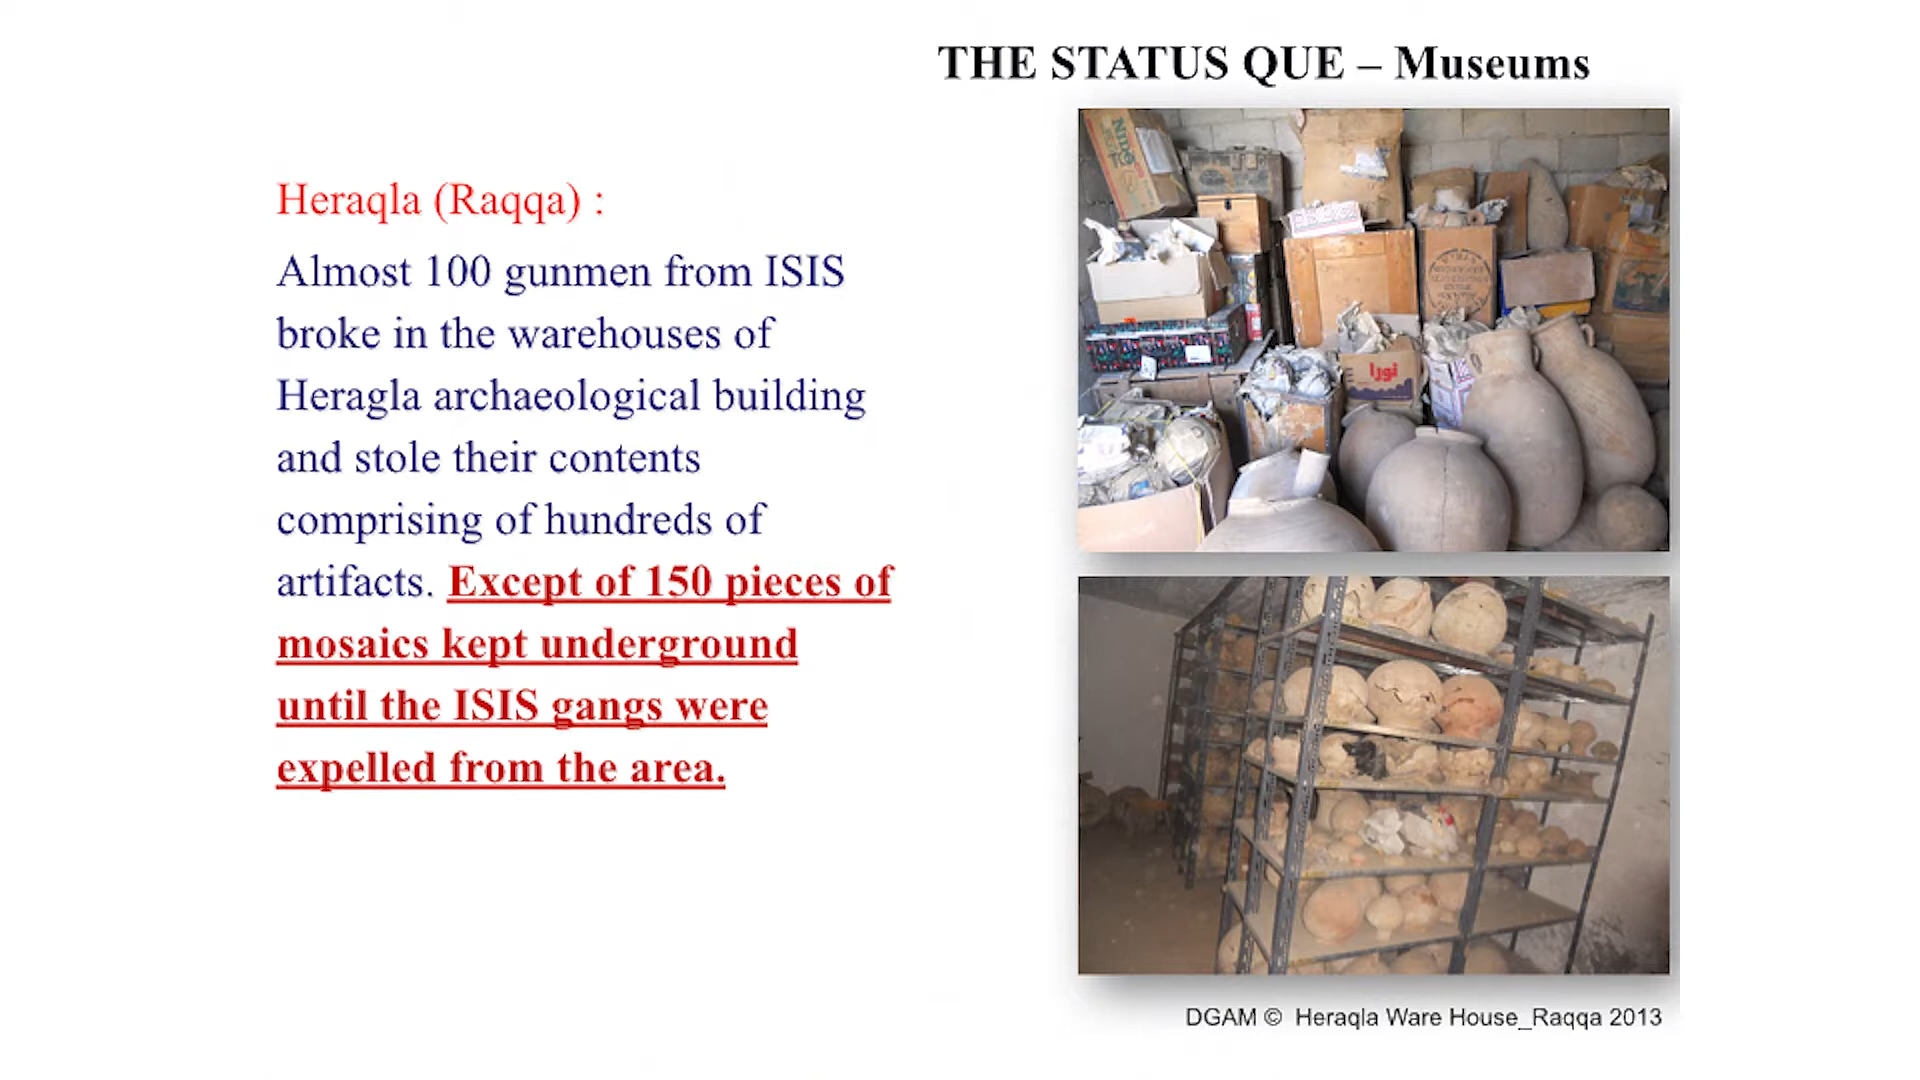 THE STATUS QUE – Museums
Heraqla (Raqqa) :
Almost 100 gunmen from ISIS
broke in the warehouses of
Heragla archaeological building
and stole their contents
comprising of hundreds of
artifacts. Except of 150 pieces of
mosaics kept underground
until the ISIS gangs were
expelled from the area.
نورا
DGAM © Heraqla Ware House_Raqqa 2013